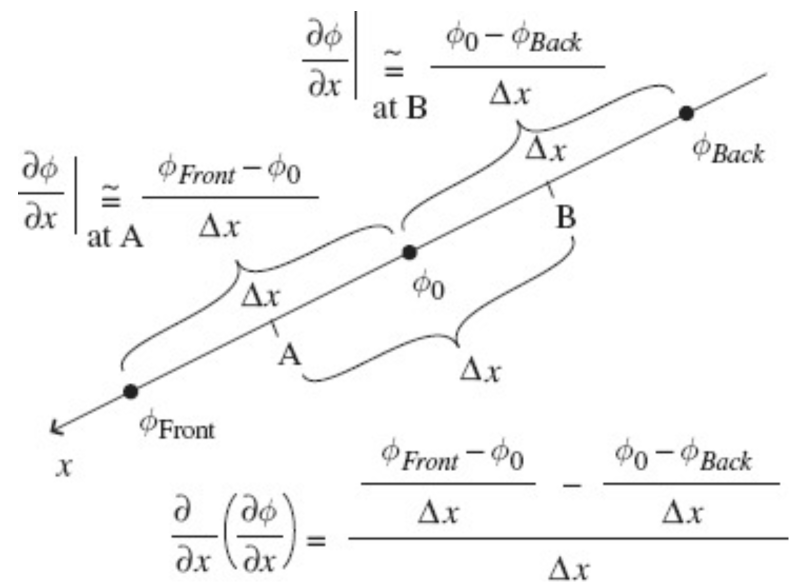 ∂ϕ/∂x | ≅ at B (ϕ0 − ϕBack)/Δx
Δx
ϕBack
∂ϕ/∂x | ≅ at A (ϕFront − ϕ0)/Δx
B
ϕ0
Δx
A
Δx
ϕFront
x
∂/∂x (∂ϕ/∂x) = ((ϕFront − ϕ0)/Δx − (ϕ0 − ϕBack)/Δx)/Δx